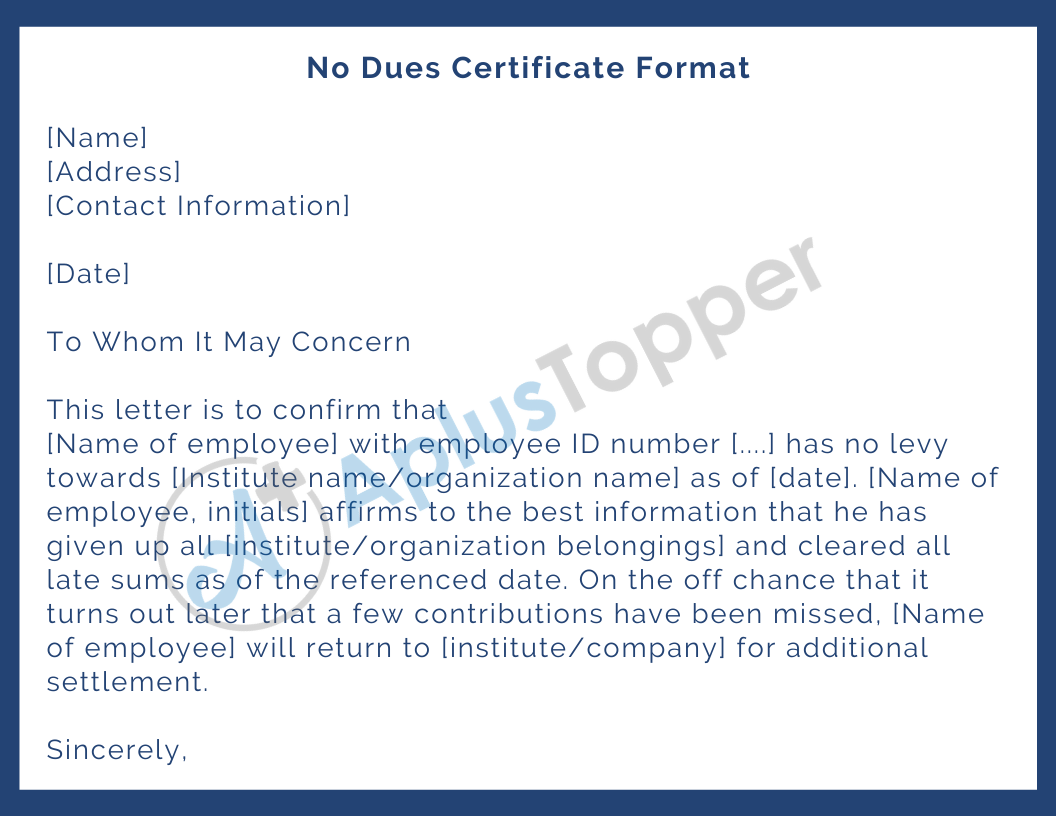 No Dues Certificate Format
[Name]
[Address]
[Contact Information]
[Date]
To Whom It May Concern
This letter is to confirm that
[Name of employee] with employee ID number [....] has no levy
towards [Institute name/organization name] as of [date]. [Name of
employee, initials] affirms to the best information that he has
given up all [institute/organization belongings] and cleared all
late sums as of the referenced date. On the off chance that it
turns out later that a few contributions have been missed, [Name
of employee] will return to [institute/company] for additional
settlement.
Sincerely,
A+ AplusTopper